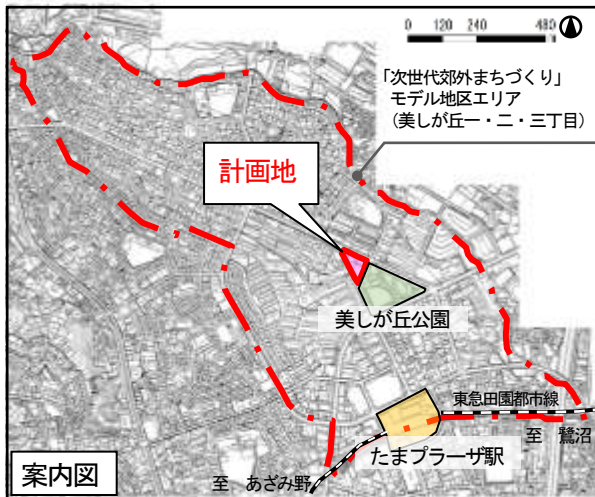 0 120 240 480
「次世代郊外まちづくり」
モデル地区エリア
（美しが丘一・二・三丁目）
計画地
美しが丘公園
東急田園都市線
至 鷺沼
たまプラーザ駅
至 あざみ野
案内図